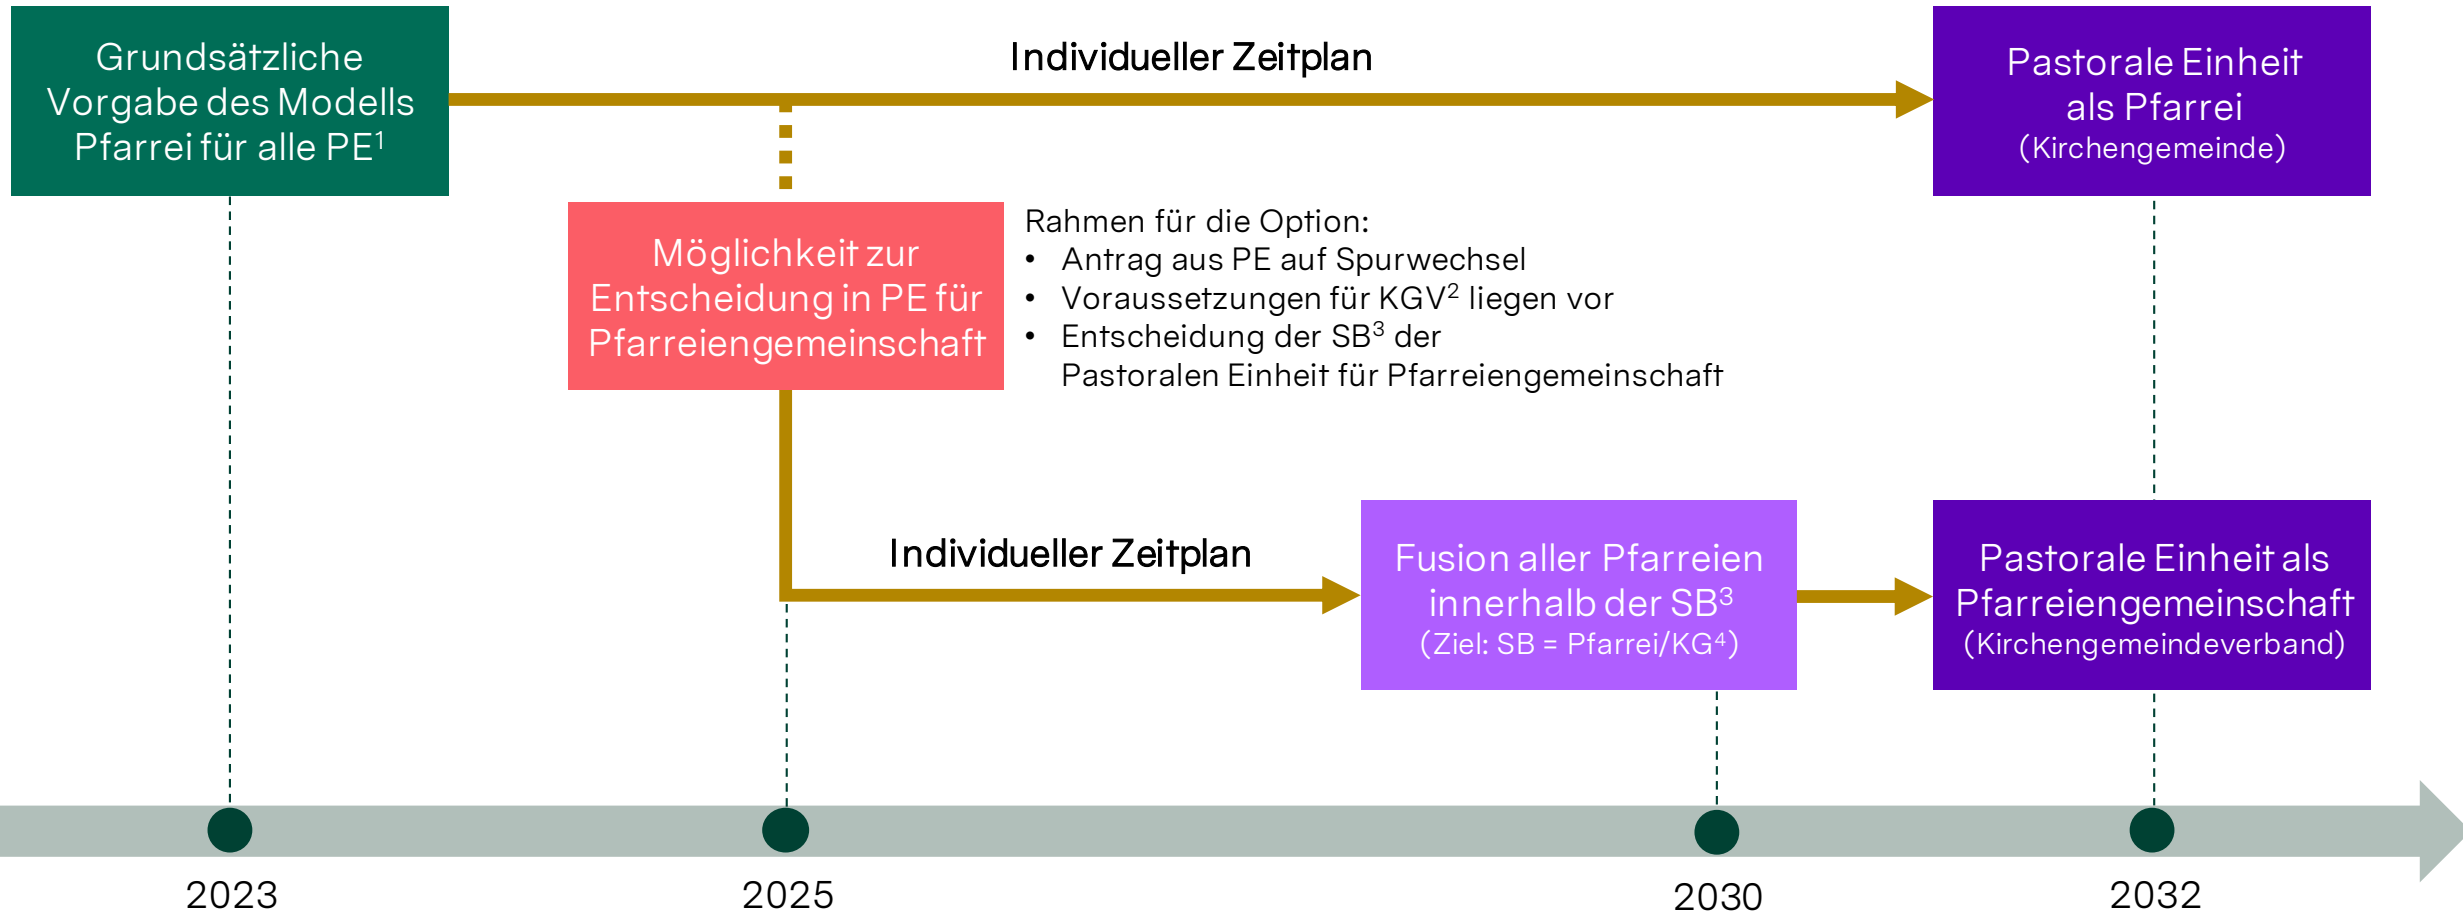 Grundsätzliche
Vorgabe des Modells
Pfarrei für alle PE¹
Individueller Zeitplan
Pastorale Einheit
als Pfarrei
(Kirchengemeinde)
Möglichkeit zur
Entscheidung in PE für
Pfarreiengemeinschaft
Rahmen für die Option:
• Antrag aus PE auf Spurwechsel
• Voraussetzungen für KGV² liegen vor
• Entscheidung der SB³ der
Pastoralen Einheit für Pfarreiengemeinschaft
Individueller Zeitplan
Fusion aller Pfarreien
innerhalb der SB³
(Ziel: SB = Pfarrei/KG⁴)
Pastorale Einheit als
Pfarreiengemeinschaft
(Kirchengemeindeverband)
2023
2025
2030
2032